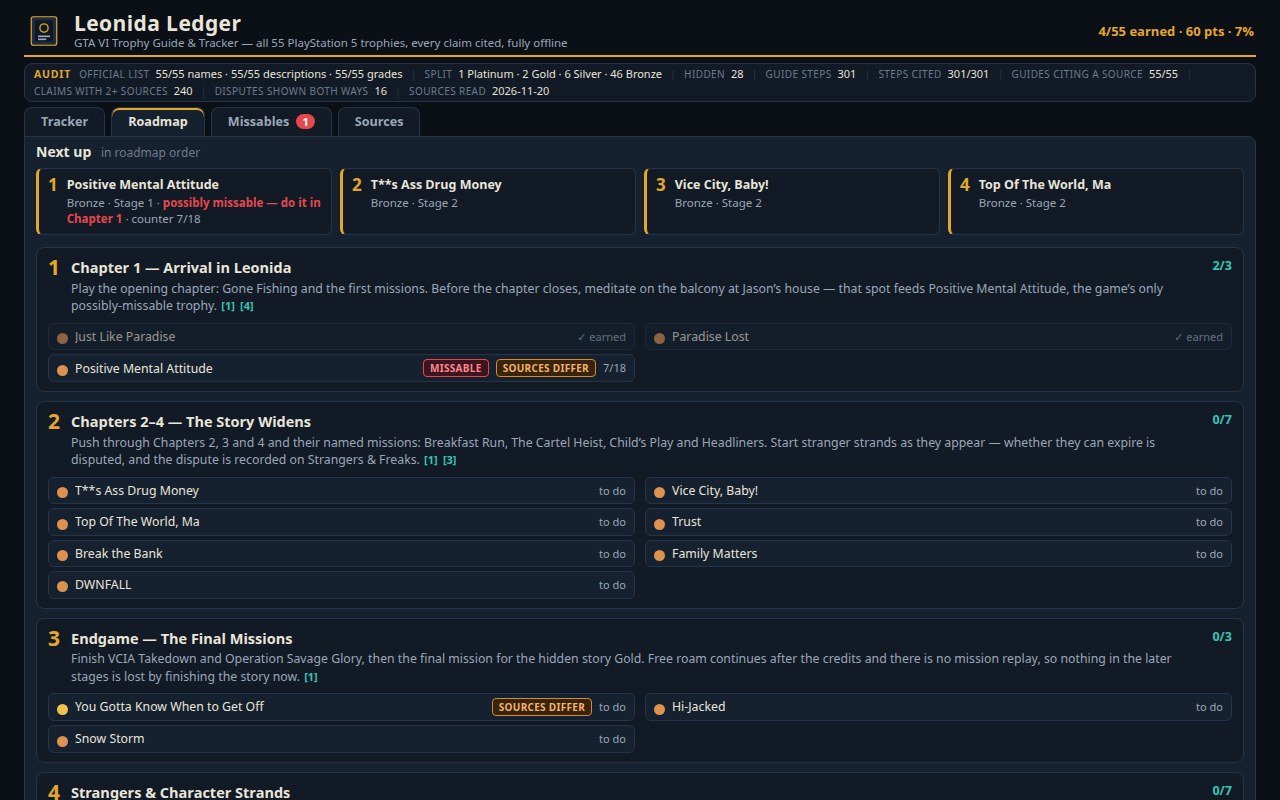 Leonida Ledger
GTA VI Trophy Guide & Tracker — all 55 PlayStation 5 trophies, every claim cited, fully offline
4/55 earned · 60 pts · 7%
AUDIT OFFICIAL LIST 55/55 names · 55/55 descriptions · 55/55 grades | SPLIT 1 Platinum · 2 Gold · 6 Silver · 46 Bronze | HIDDEN 28 | GUIDE STEPS 301 | STEPS CITED 301/301 | GUIDES CITING A SOURCE 55/55 |
CLAIMS WITH 2+ SOURCES 240 | DISPUTES SHOWN BOTH WAYS 16 | SOURCES READ 2026-11-20
Tracker Roadmap Missables 1 Sources
Next up in roadmap order
1 Positive Mental Attitude
Bronze · Stage 1 · possibly missable — do it in
Chapter 1 · counter 7/18
2 T**s Ass Drug Money
Bronze · Stage 2
3 Vice City, Baby!
Bronze · Stage 2
4 Top Of The World, Ma
Bronze · Stage 2
1 Chapter 1 — Arrival in Leonida 2/3
Play the opening chapter: Gone Fishing and the first missions. Before the chapter closes, meditate on the balcony at Jason’s house — that spot feeds Positive Mental Attitude, the game’s only
possibly-missable trophy. [1] [4]
Just Like Paradise ✓ earned
Paradise Lost ✓ earned
Positive Mental Attitude MISSABLE SOURCES DIFFER 7/18
2 Chapters 2–4 — The Story Widens 0/7
Push through Chapters 2, 3 and 4 and their named missions: Breakfast Run, The Cartel Heist, Child’s Play and Headliners. Start stranger strands as they appear — whether they can expire is
disputed, and the dispute is recorded on Strangers & Freaks. [1] [3]
T**s Ass Drug Money to do
Vice City, Baby! to do
Top Of The World, Ma to do
Trust to do
Break the Bank to do
Family Matters to do
DWNFALL to do
3 Endgame — The Final Missions 0/3
Finish VCIA Takedown and Operation Savage Glory, then the final mission for the hidden story Gold. Free roam continues after the credits and there is no mission replay, so nothing in the later
stages is lost by finishing the story now. [1]
You Gotta Know When to Get Off SOURCES DIFFER to do
Hi-Jacked to do
Snow Storm to do
4 Strangers & Character Strands 0/7